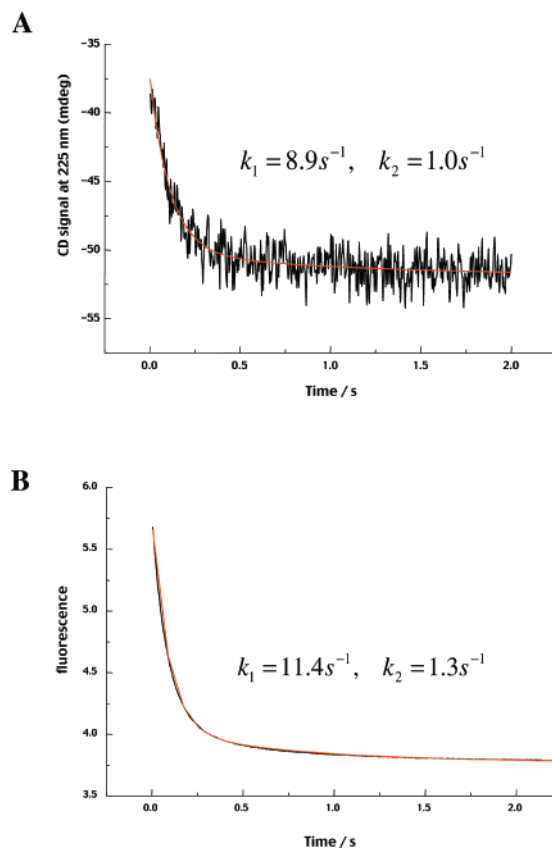 A
−35
−40
−45
−50
−55
CD signal at 225 nm (mdeg)
k₁ = 8.9s⁻¹,   k₂ = 1.0s⁻¹
0.0 0.5 1.0 1.5 2.0
Time / s
B
6.0
5.5
5.0
4.5
4.0
3.5
fluorescence
k₁ = 11.4s⁻¹,   k₂ = 1.3s⁻¹
0.0 0.5 1.0 1.5 2.0
Time / s